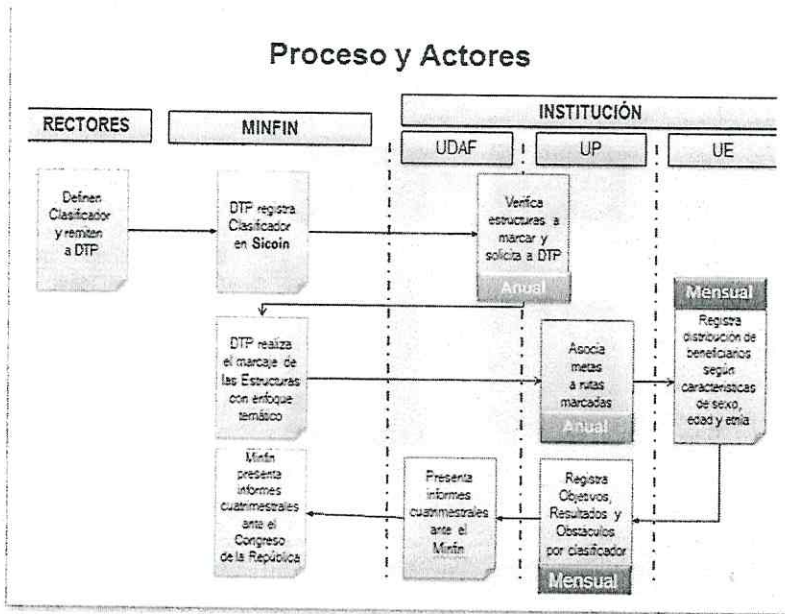 Proceso y Actores
RECTORES
MINFIN
INSTITUCIÓN
UDAF
UP
UE
Definen
Clasificador
y remiten
a DTP
DTP registra
Clasificador
en Sicoin
Verifica
estructuras a
marcar y
solicita a DTP
Anual
DTP realiza
el marcaje de
las Estructuras
con enfoque
temático
Asocia
metas
a rutas
marcadas
Anual
Mensual
Registra
distribución de
beneficiarios
según
características
de sexo,
edad y etnia
Minfin
presenta
informes
cuatrimestrales
ante el
Congreso
de la República
Presenta
informes
cuatrimestrales
ante el
Minfin
Registra
Objetivos,
Resultados y
Obstáculos
por clasificador
Mensual